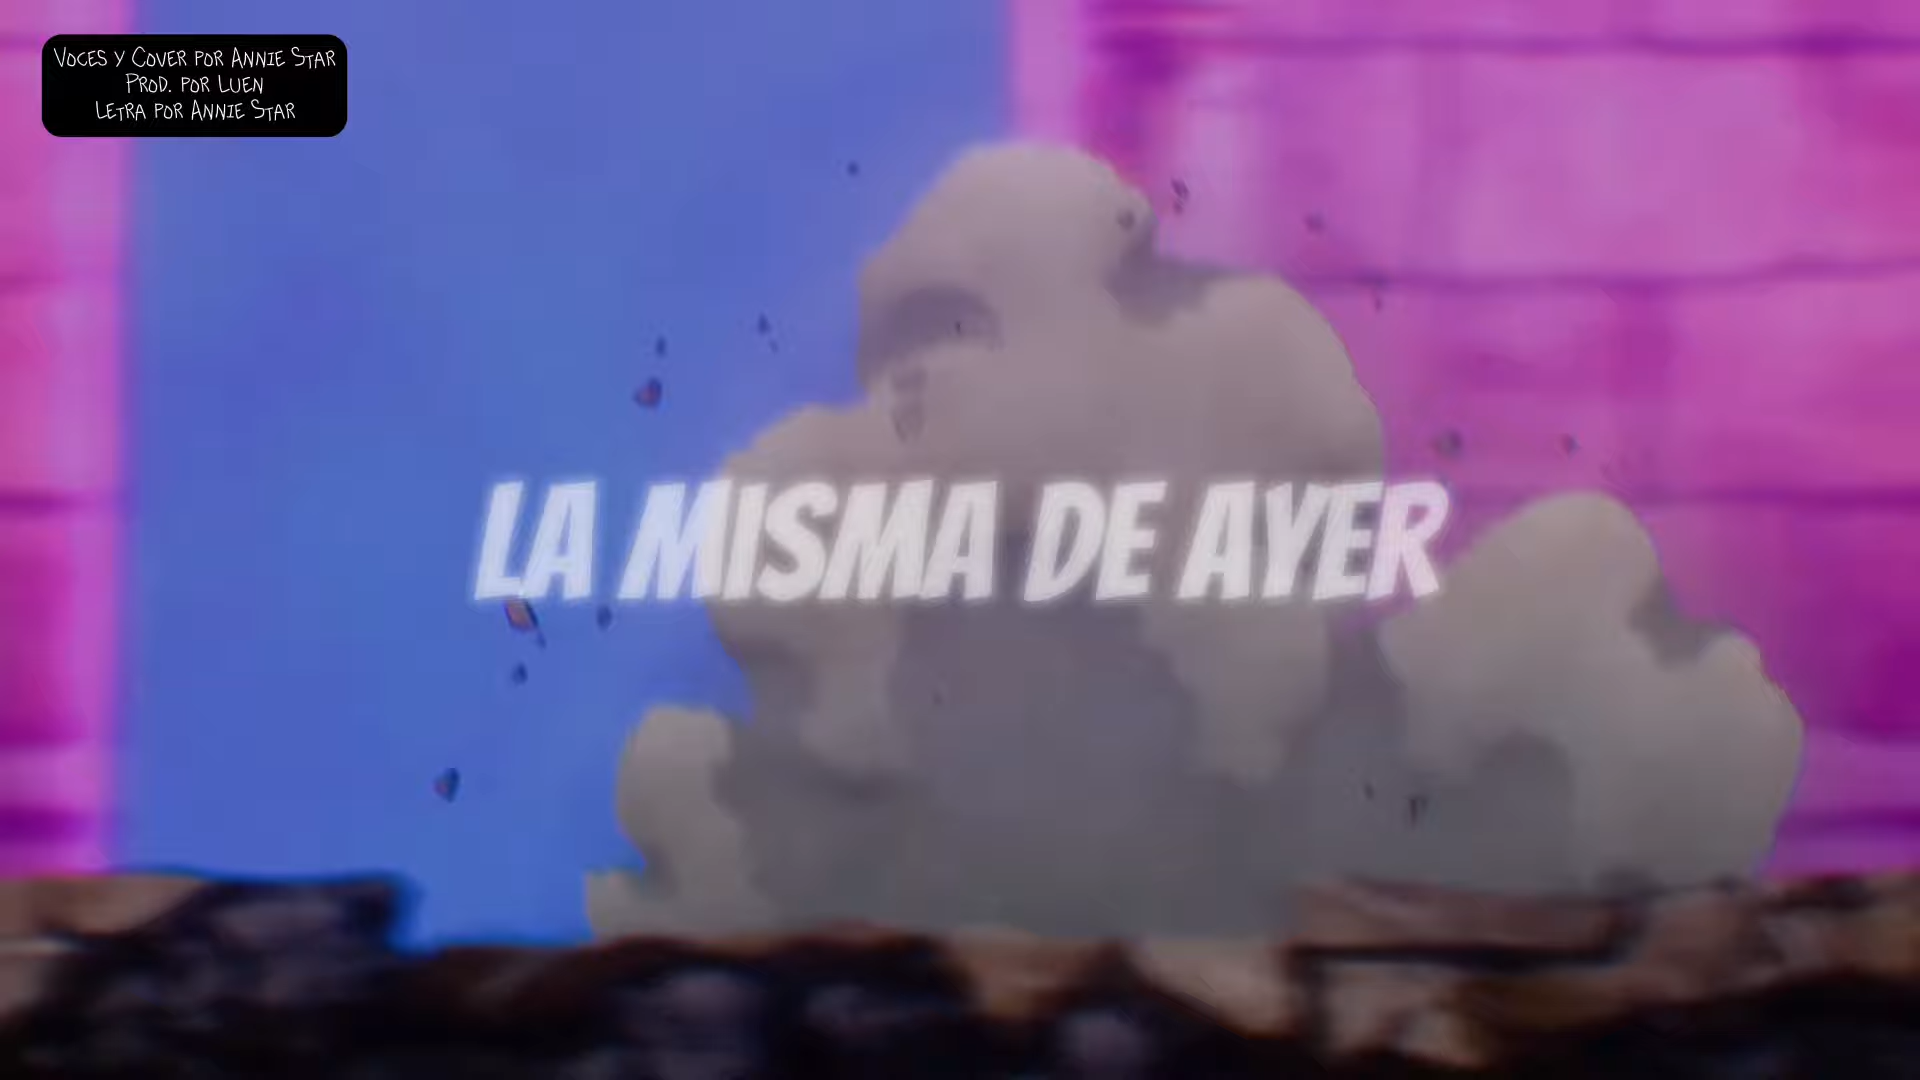 VOCES Y COVER POR ANNIE STAR
PROD. POR LUEN
LETRA POR ANNIE STAR
LA MISMA DE AYER